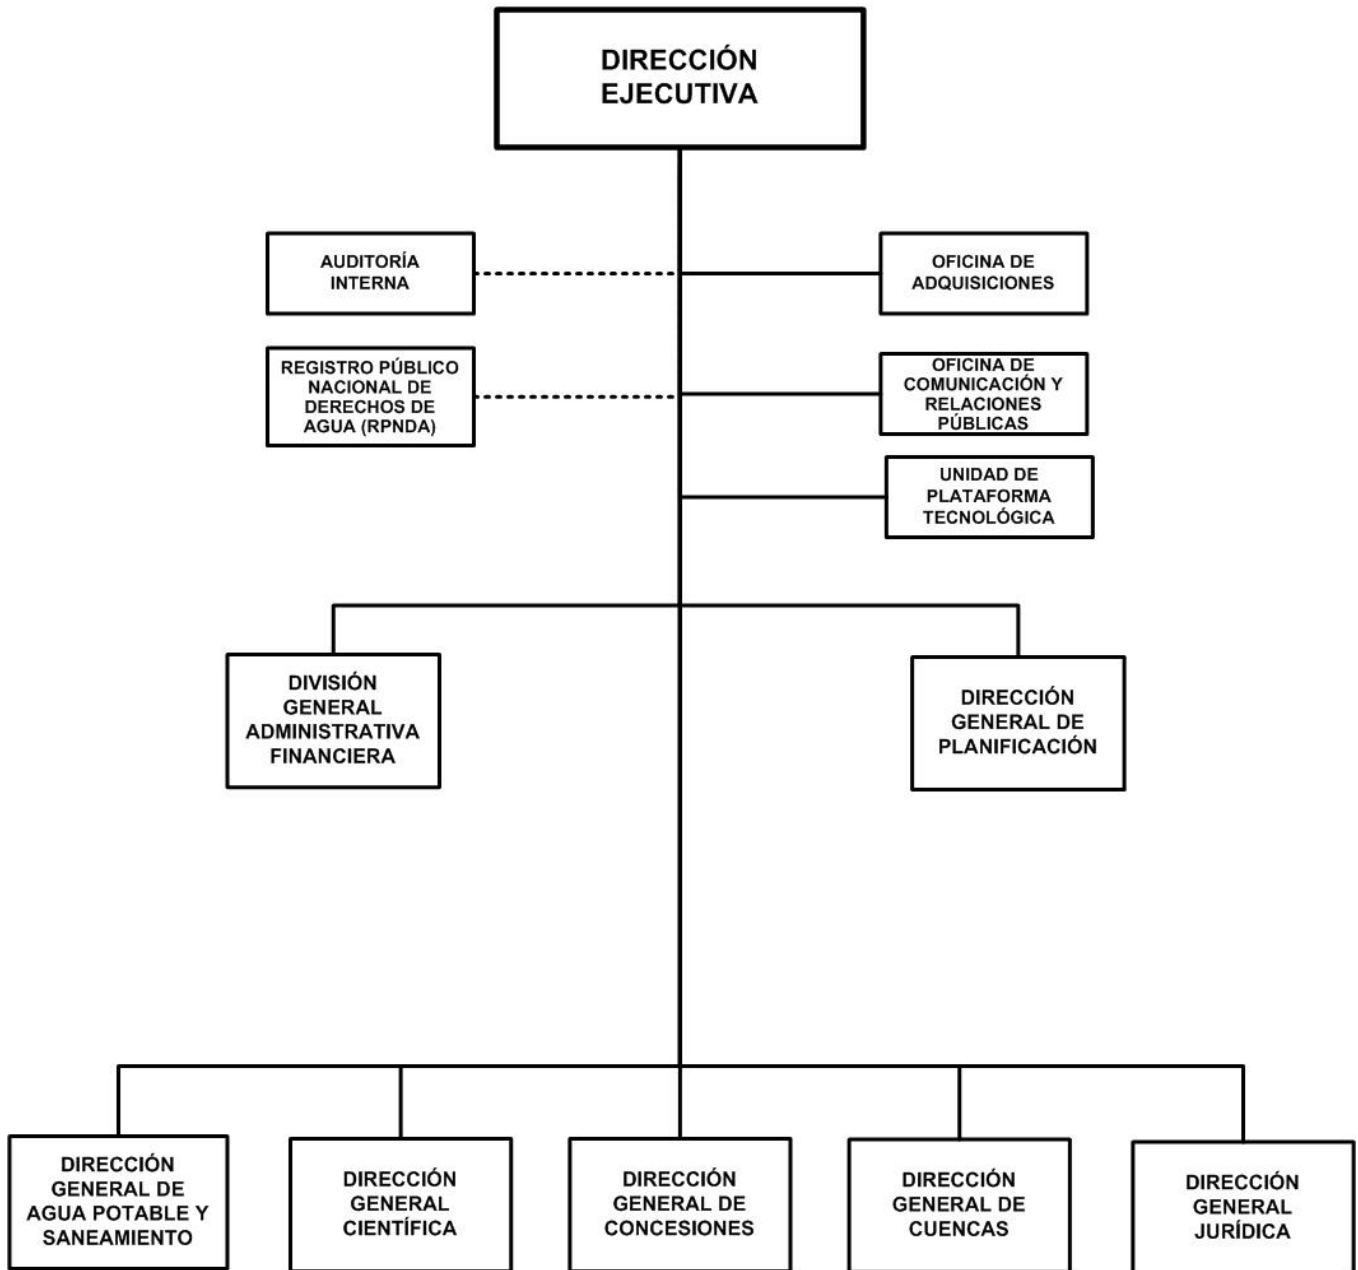 DIRECCIÓN
EJECUTIVA
AUDITORÍA
INTERNA
OFICINA DE
ADQUISICIONES
REGISTRO PÚBLICO
NACIONAL DE
DERECHOS DE
AGUA (RPNDA)
OFICINA DE
COMUNICACIÓN Y
RELACIONES
PÚBLICAS
UNIDAD DE
PLATAFORMA
TECNOLÓGICA
DIVISIÓN
GENERAL
ADMINISTRATIVA
FINANCIERA
DIRECCIÓN
GENERAL DE
PLANIFICACIÓN
DIRECCIÓN
GENERAL DE
AGUA POTABLE Y
SANEAMIENTO
DIRECCIÓN
GENERAL
CIENTÍFICA
DIRECCIÓN
GENERAL DE
CONCESIONES
DIRECCIÓN
GENERAL DE
CUENCAS
DIRECCIÓN
GENERAL
JURÍDICA